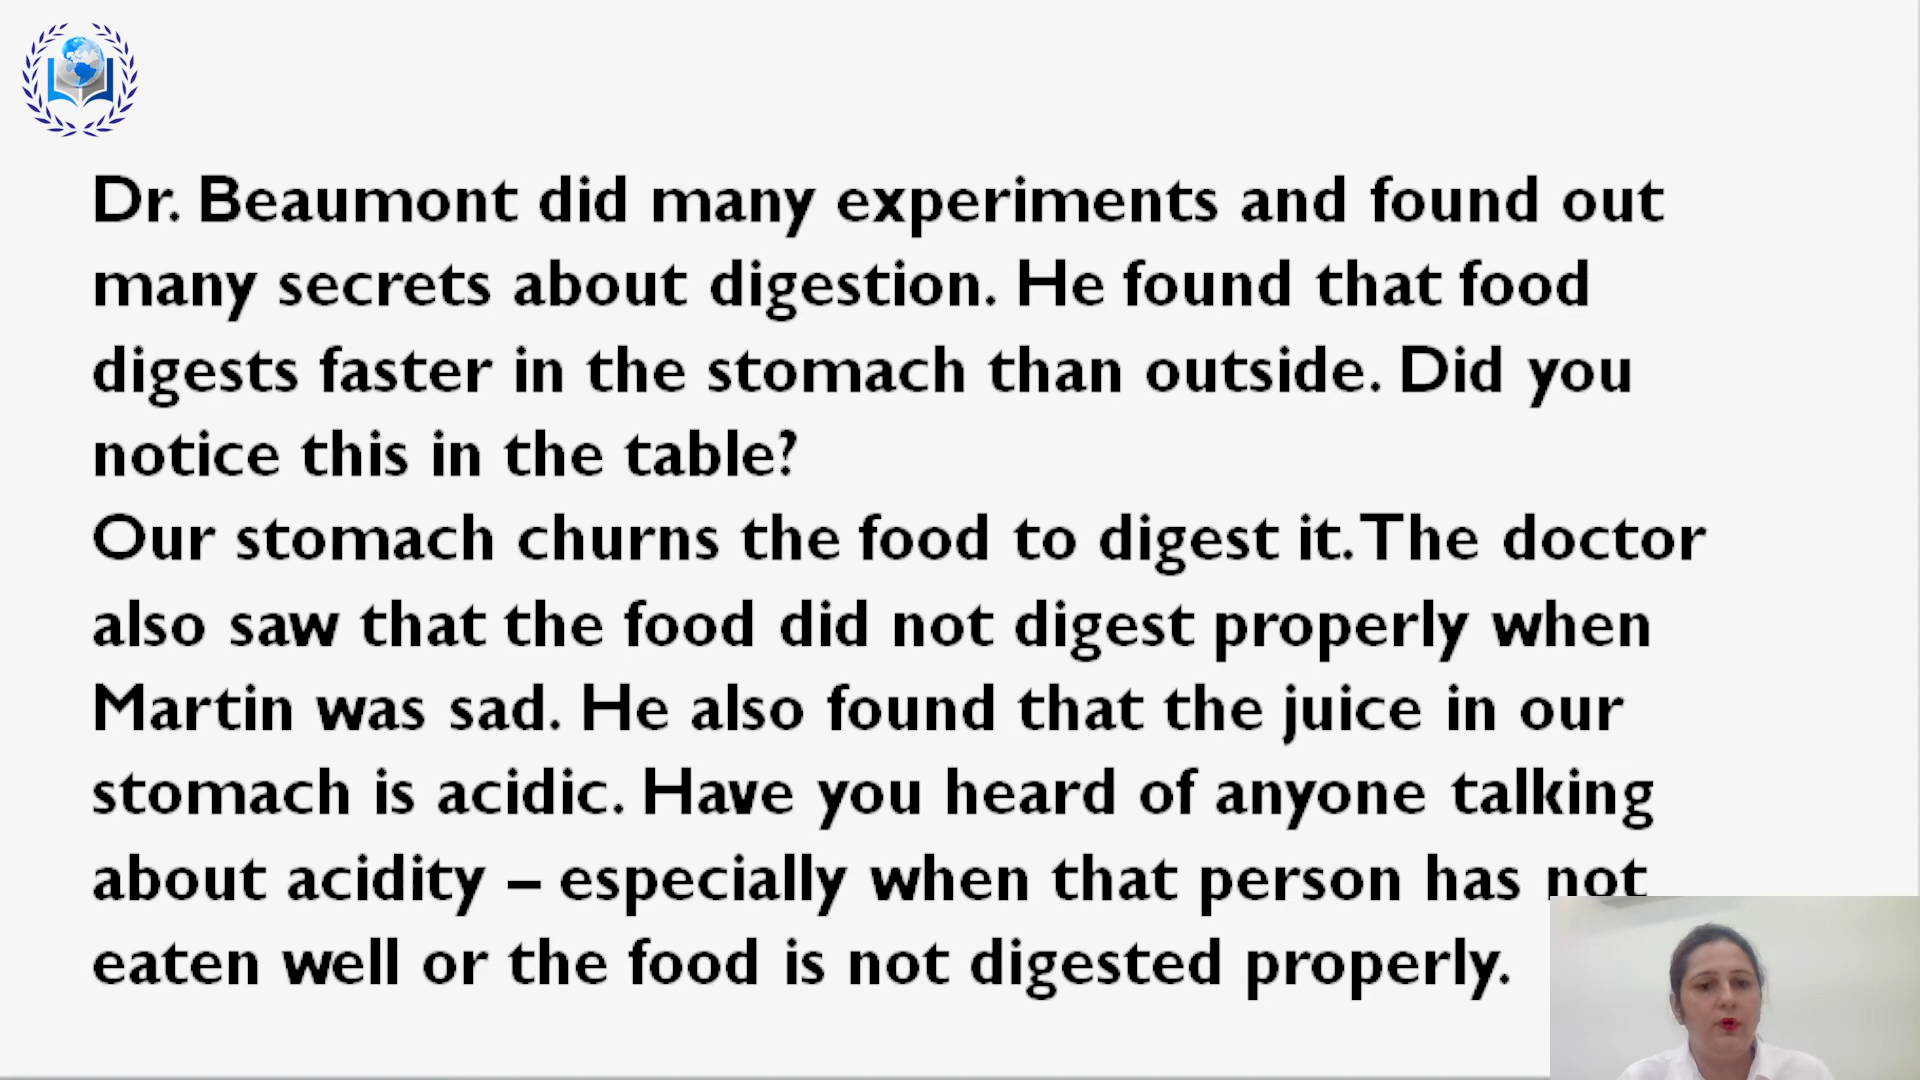 Dr. Beaumont did many experiments and found out
many secrets about digestion. He found that food
digests faster in the stomach than outside. Did you
notice this in the table?
Our stomach churns the food to digest it. The doctor
also saw that the food did not digest properly when
Martin was sad. He also found that the juice in our
stomach is acidic. Have you heard of anyone talking
about acidity – especially when that person has not
eaten well or the food is not digested properly.